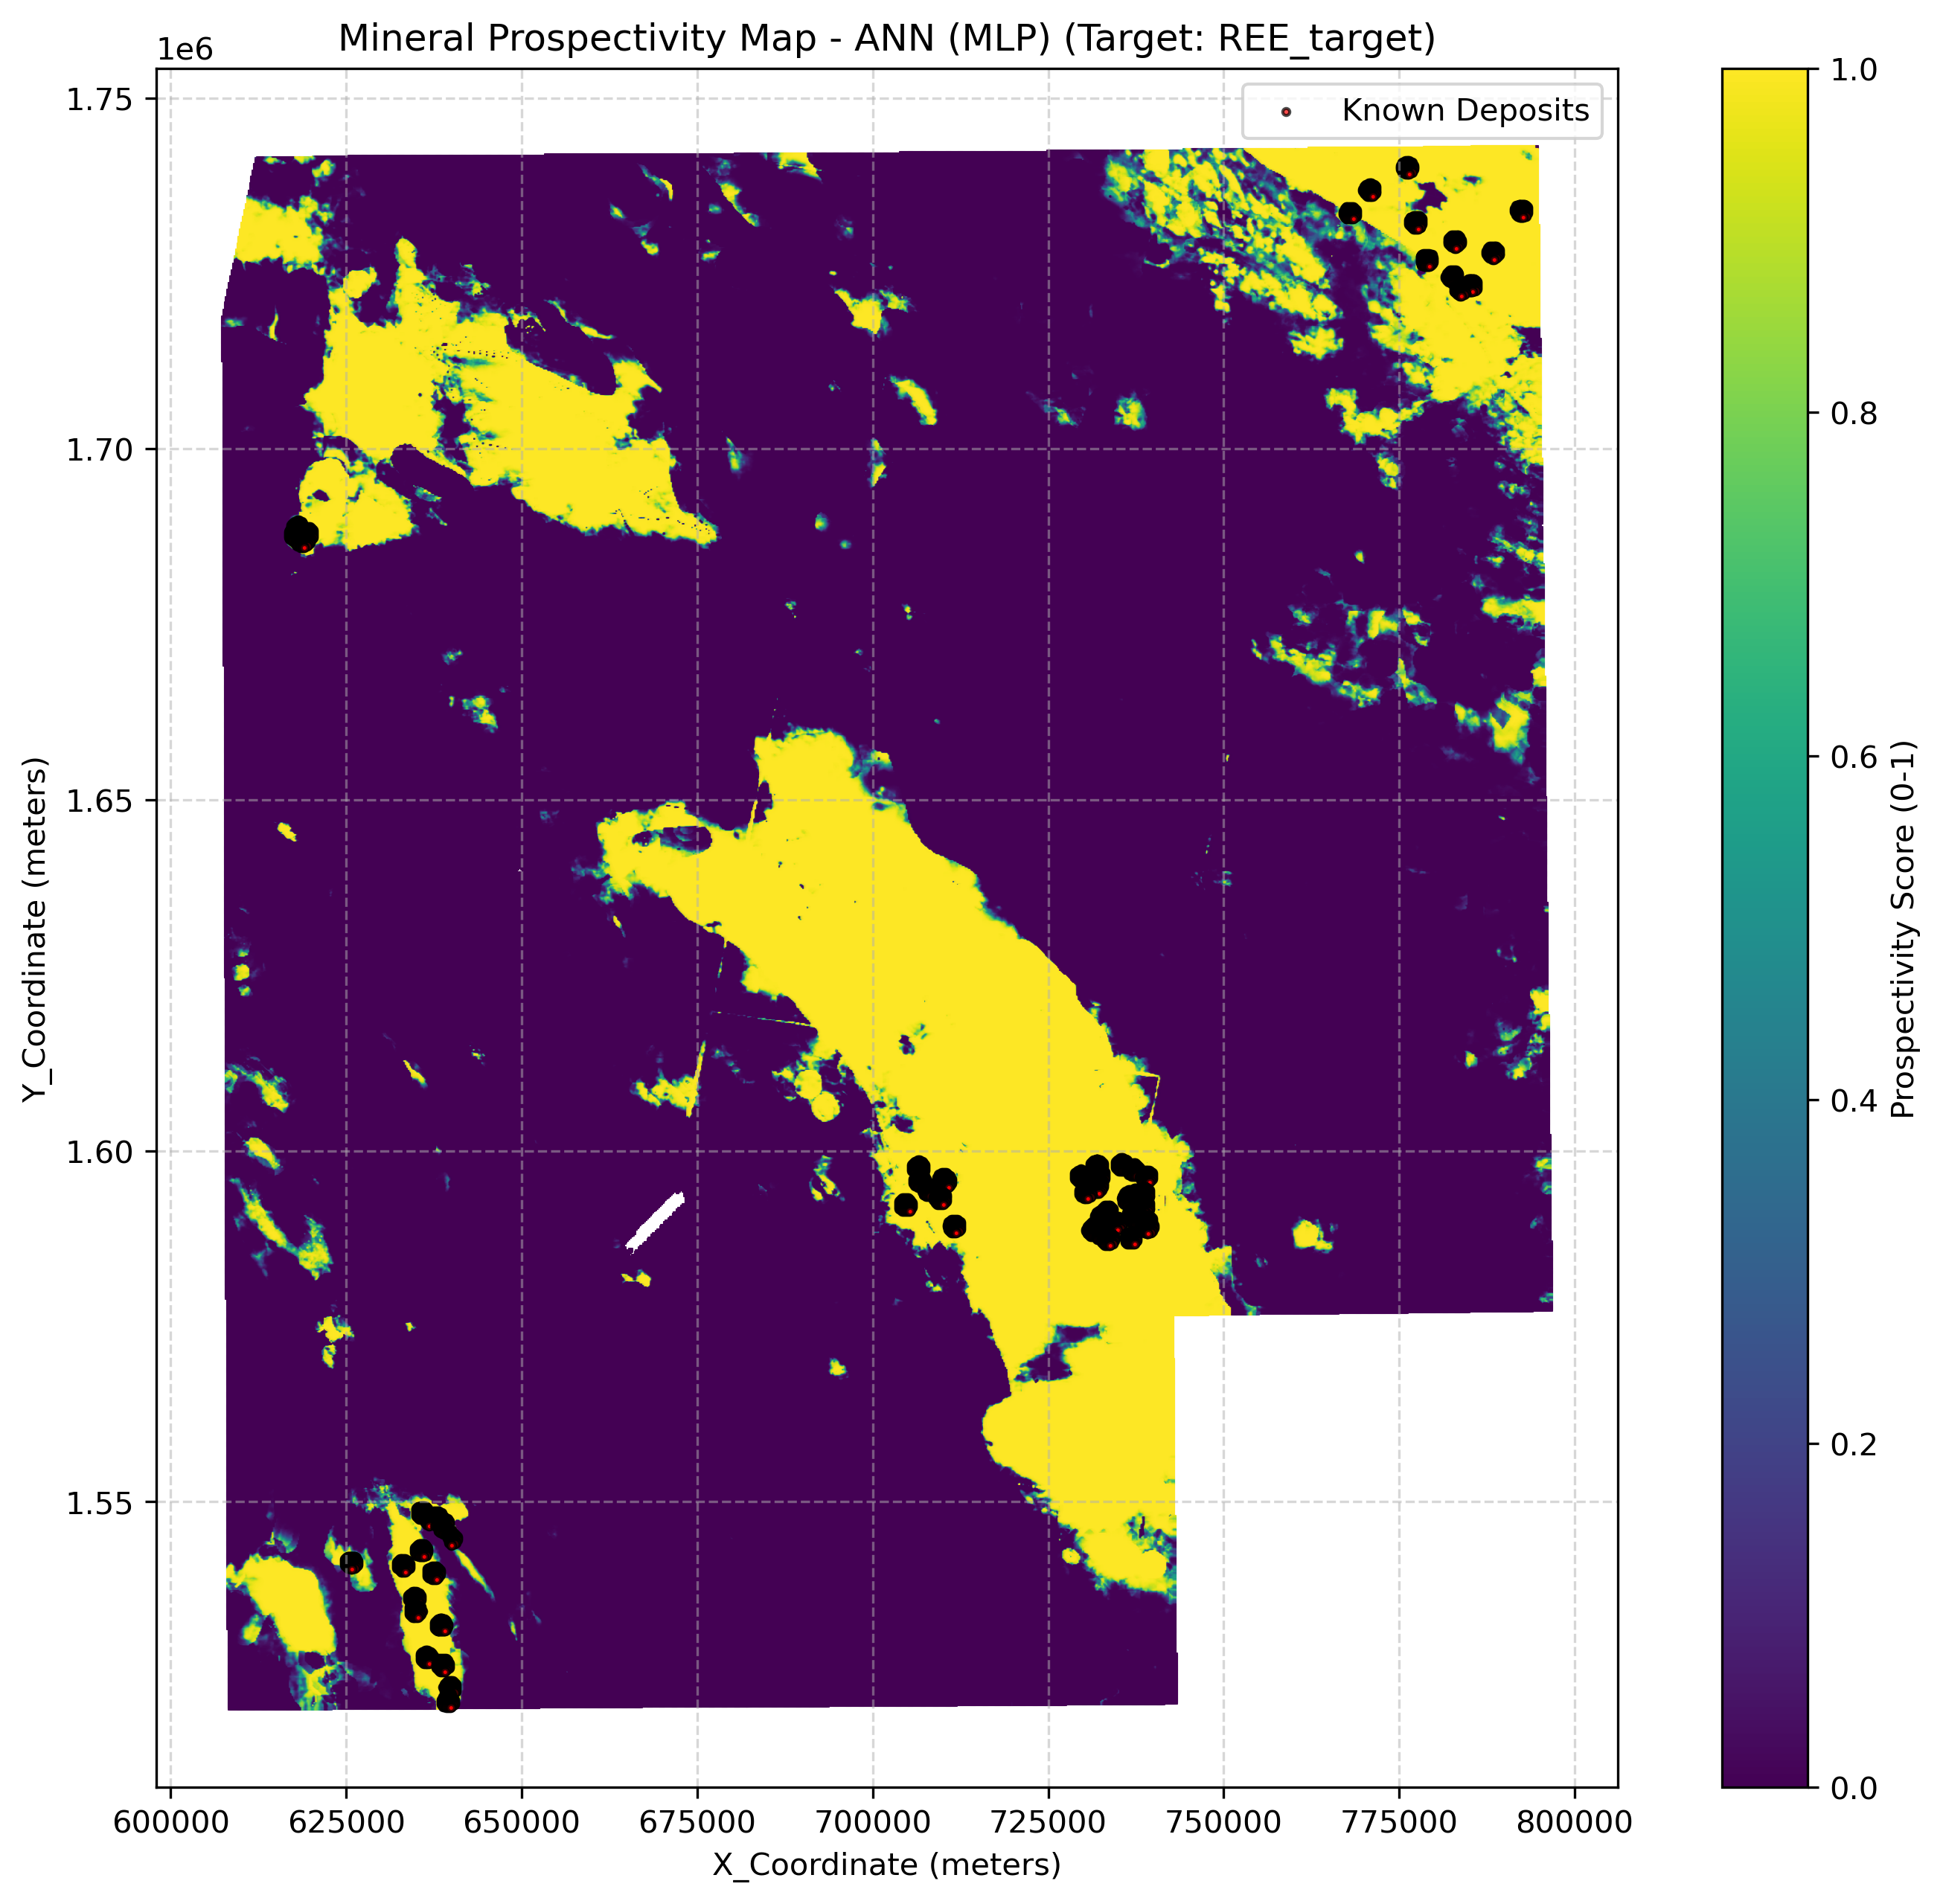 Mineral Prospectivity Map - ANN (MLP) (Target: REE_target)
1e6
Known Deposits
1.75
1.70
1.65
1.60
1.55
Y_Coordinate (meters)
600000 625000 650000 675000 700000 725000 750000 775000 800000
X_Coordinate (meters)
1.0
0.8
0.6
0.4
0.2
0.0
Prospectivity Score (0-1)